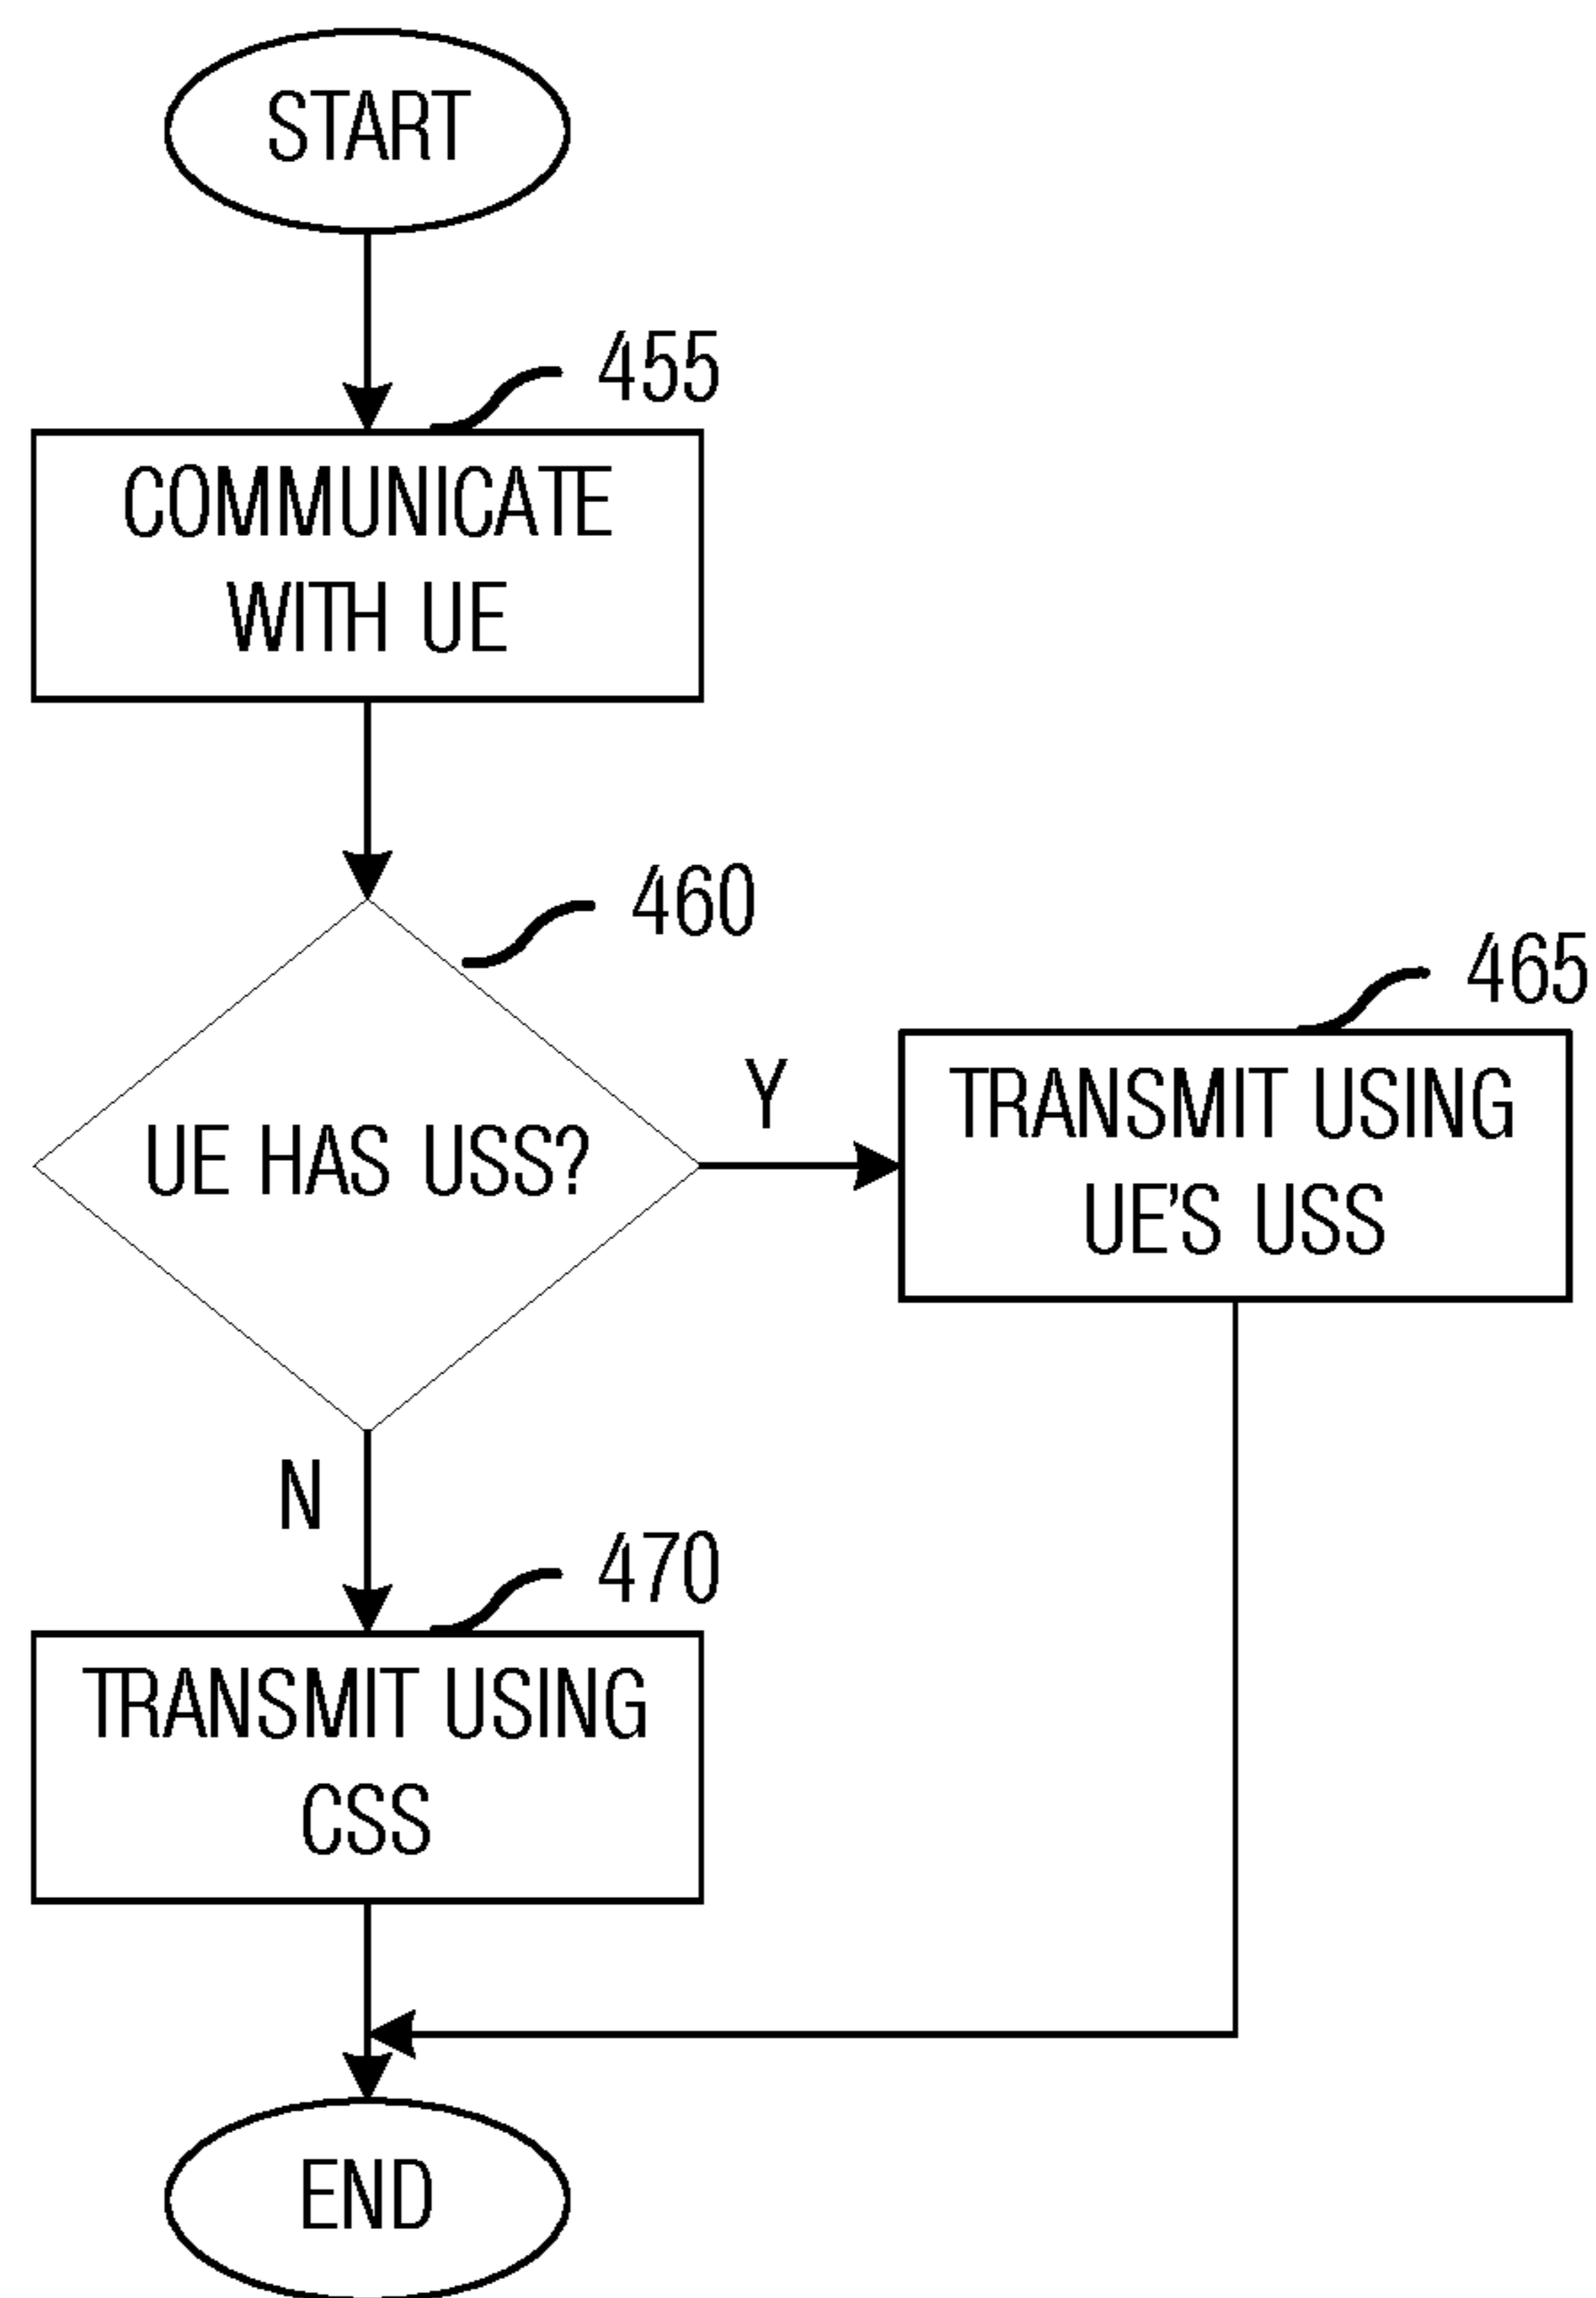 START
455
COMMUNICATE
WITH UE
460
UE HAS USS?
Y
465
TRANSMIT USING
UE'S USS
N
470
TRANSMIT USING
CSS
END